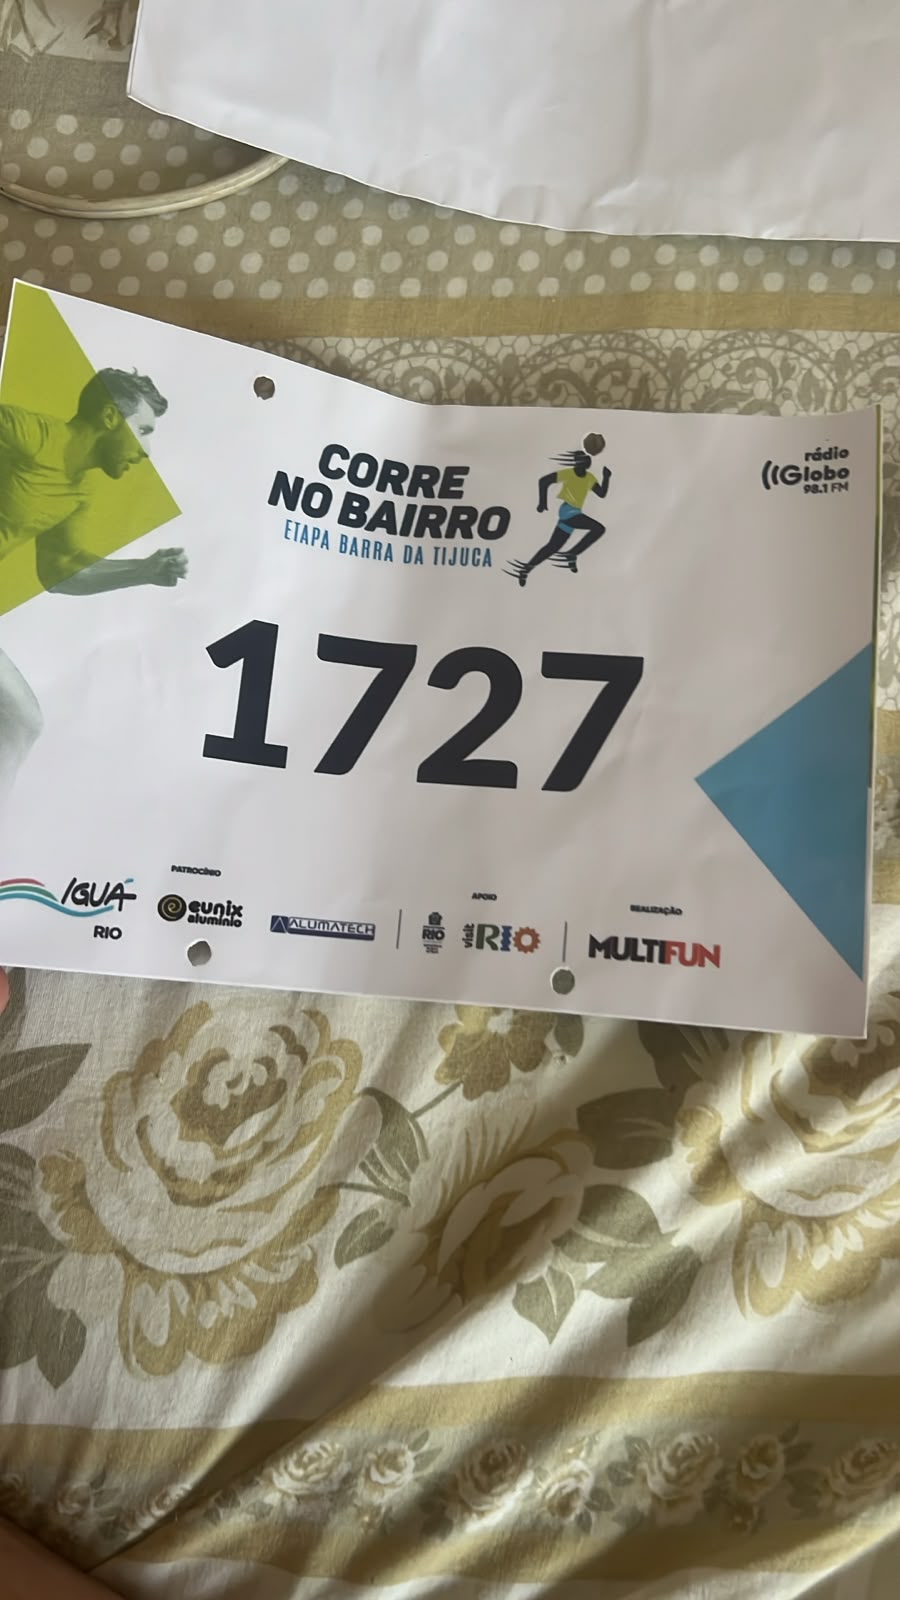 CORRE
NO BAIRRO
ETAPA BARRA DA TIJUCA
rádio
Globo
98.1 FM
1727
PATROCÍNIO
APOIO
REALIZAÇÃO
IGUÁ
RIO
eunix
alumínio
ALUMATECH
RIO
visit
RIO
MULTIFUN